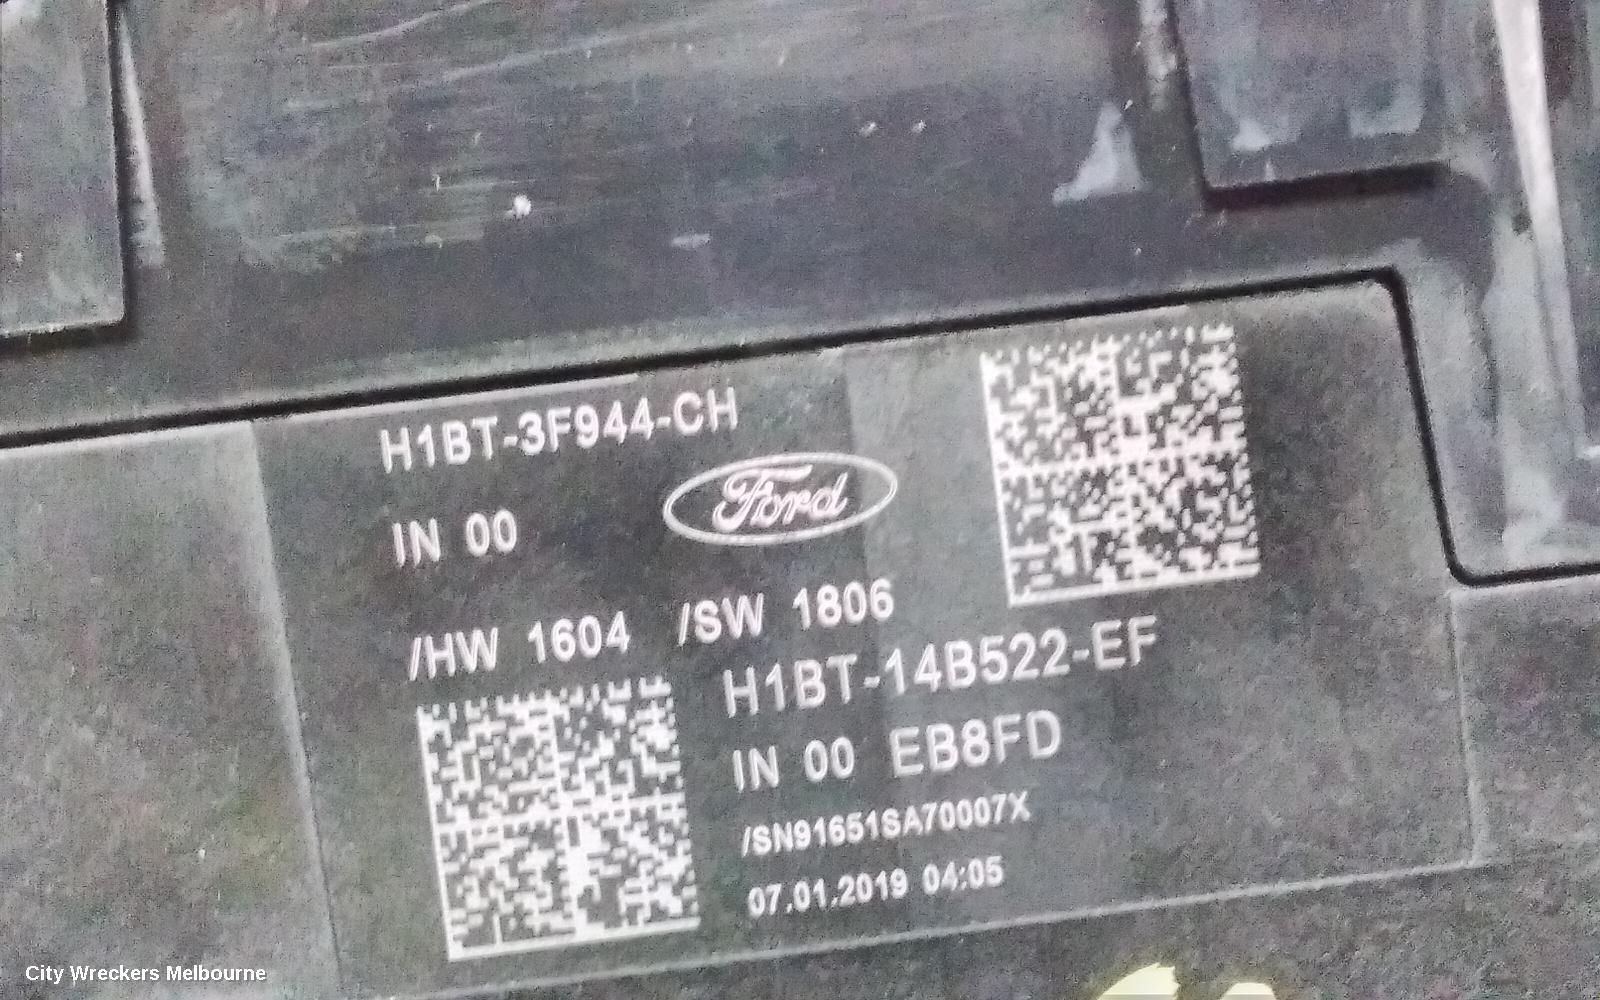 H1BT-3F944-CH
Ford
IN 00
/HW 1604 /SW 1806
H1BT-14B522-EF
IN 00 EB8FD
/SN91651SA70007X
07.01.2019 04:05
City Wreckers Melbourne